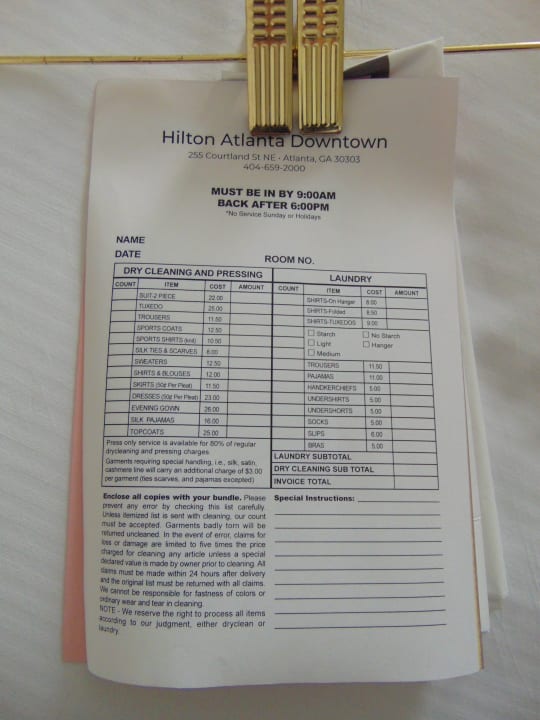 Hilton Atlanta Downtown
255 Courtland St NE • Atlanta, GA 30303
404-659-2000
MUST BE IN BY 9:00AM
BACK AFTER 6:00PM
*No Service Sunday or Holidays
NAME
DATE
ROOM NO.
DRY CLEANING AND PRESSING
COUNT ITEM COST AMOUNT
SUIT-2 PIECE 22.00
TUXEDO 25.00
TROUSERS 11.50
SPORTS COATS 12.50
SPORTS SHIRTS (knit) 10.50
SILK TIES & SCARVES 8.00
SWEATERS 12.50
SHIRTS & BLOUSES 12.00
SKIRTS (50¢ Per Pleat) 11.50
DRESSES (50¢ Per Pleat) 23.00
EVENING GOWN 28.00
SILK PAJAMAS 16.00
TOPCOATS 25.00
Press only service is available for 80% of regular
drycleaning and pressing charges
Garments requiring special handling, i.e., silk, satin,
cashmere line will carry an additional charge of $3.00
per garment (ties scarves, and pajamas excepted)
LAUNDRY
COUNT ITEM COST AMOUNT
SHIRTS-On Hanger 8.00
SHIRTS-Folded 8.50
SHIRTS-TUXEDOS 9.00
Starch No Starch
Light Hanger
Medium
TROUSERS 11.50
PAJAMAS 11.00
HANDKERCHIEFS 5.00
UNDERSHIRTS 5.00
UNDERSHORTS 5.00
SOCKS 5.00
SLIPS 6.00
BRAS 5.00
LAUNDRY SUBTOTAL
DRY CLEANING SUB TOTAL
INVOICE TOTAL
Enclose all copies with your bundle. Please
prevent any error by checking this list carefully.
Unless itemized list is sent with cleaning, our count
must be accepted. Garments badly torn will be
returned uncleaned. In the event of error, claims for
loss or damage are limited to five times the price
charged for cleaning any article unless a special
declared value is made by owner prior to cleaning. All
claims must be made within 24 hours after delivery
and the original list must be returned with all claims.
We cannot be responsible for fastness of colors or
ordinary wear and tear in cleaning.
NOTE - We reserve the right to process all items
according to our judgment, either dryclean or
laundry.
Special Instructions: